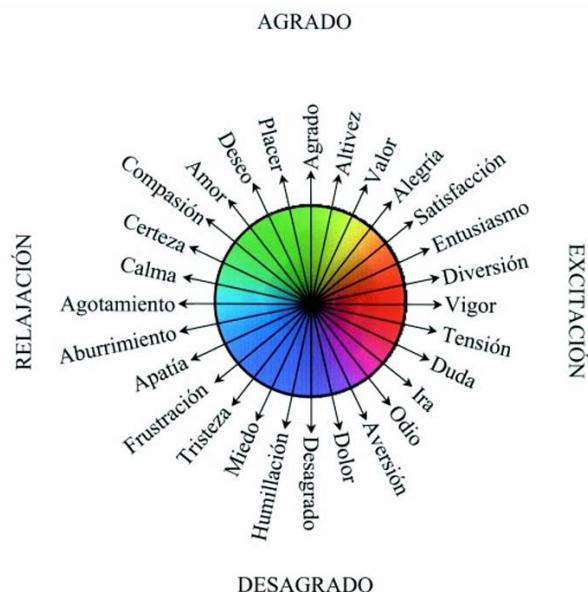 AGRADO
Agrado
Altivez
Valor
Alegría
Satisfacción
Entusiasmo
Diversión
Vigor
Tensión
Duda
Ira
Odio
Aversión
Dolor
Desagrado
Humillación
Miedo
Tristeza
Frustración
Apatía
Aburrimiento
Agotamiento
Calma
Certeza
Compasión
Amor
Deseo
Placer
RELAJACIÓN
EXCITACIÓN
DESAGRADO